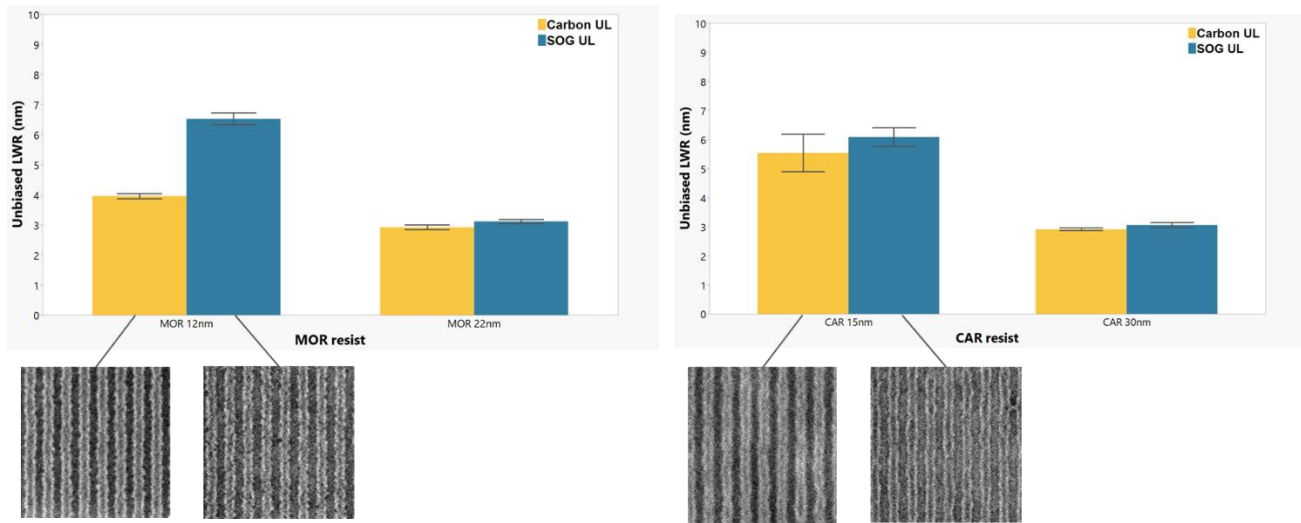 10
9
8
7
6
5
4
3
2
1
0
Unbiased LWR (nm)
Carbon UL
SOG UL
MOR 12nm
MOR 22nm
MOR resist
10
9
8
7
6
5
4
3
2
1
0
Unbiased LWR (nm)
Carbon UL
SOG UL
CAR 15nm
CAR 30nm
CAR resist